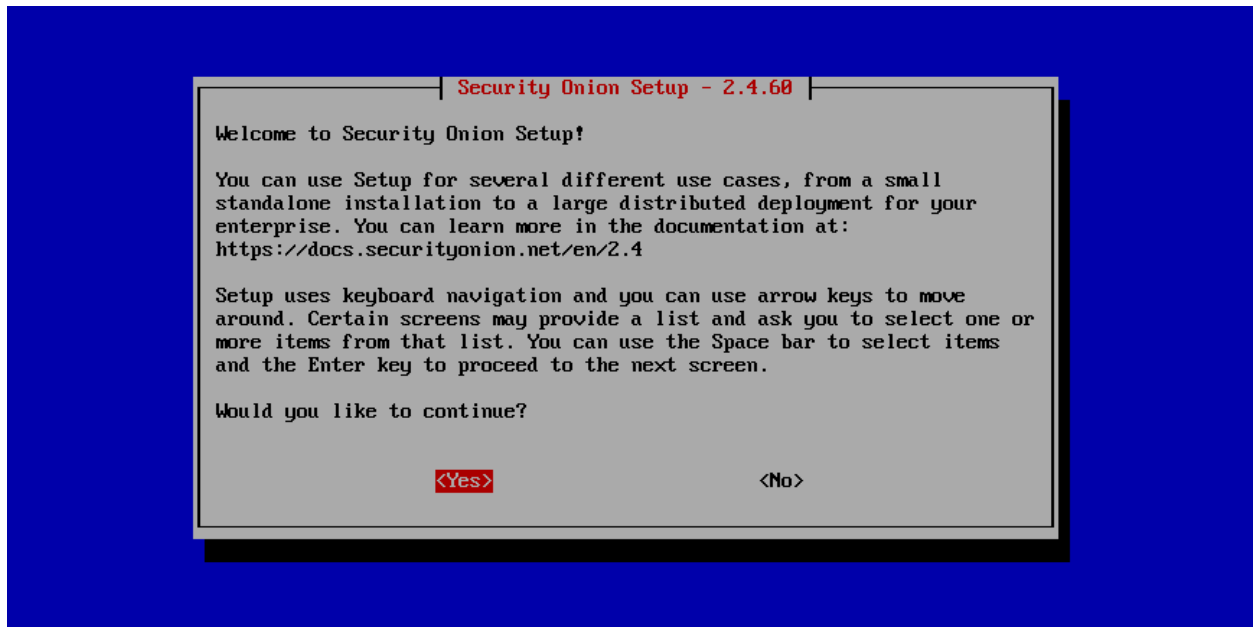 Security Onion Setup - 2.4.60
Welcome to Security Onion Setup!
You can use Setup for several different use cases, from a small
standalone installation to a large distributed deployment for your
enterprise. You can learn more in the documentation at:
https://docs.securityonion.net/en/2.4
Setup uses keyboard navigation and you can use arrow keys to move
around. Certain screens may provide a list and ask you to select one or
more items from that list. You can use the Space bar to select items
and the Enter key to proceed to the next screen.
Would you like to continue?
<Yes> <No>